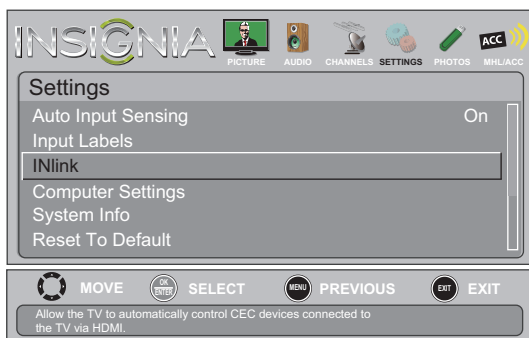 INSIGNIA
PICTURE AUDIO CHANNELS SETTINGS PHOTOS MHL/ACC
ACC
Settings
Auto Input Sensing On
Input Labels
INlink
Computer Settings
System Info
Reset To Default
MOVE OK ENTER SELECT MENU PREVIOUS EXIT EXIT
Allow the TV to automatically control CEC devices connected to
the TV via HDMI.